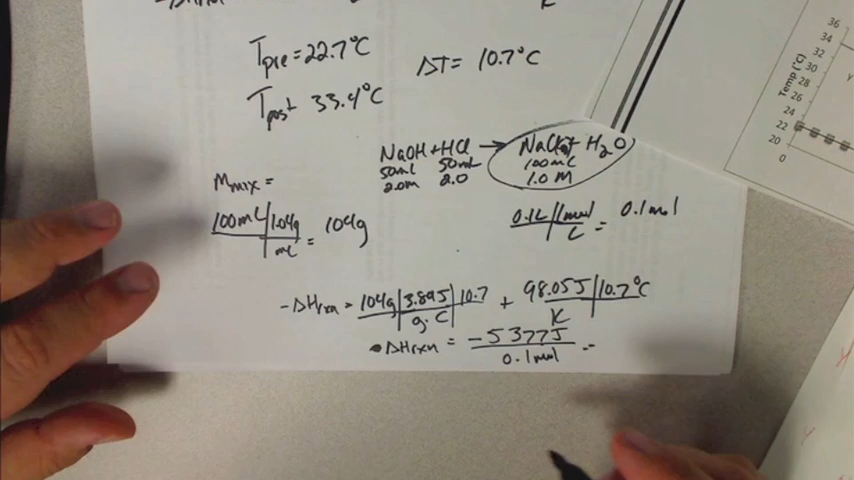 Tpre = 22.7°C
ΔT = 10.7°C
Tpost 33.4°C
NaOH + HCl → NaCl + H2O
50mL 50mL 100mL
2.0M 2.0 1.0 M
Mmix =
100mL | 1.04g = 104g
mL
0.1L | 1mol = 0.1mol
L
-ΔHrxn = 104g | 3.89J | 10.7 + 98.05J | 10.7°C
g·C K
ΔHrxn = -5377J
0.1mol
Temp (°C)
36
34
32
30
28
26
24
22
20
0